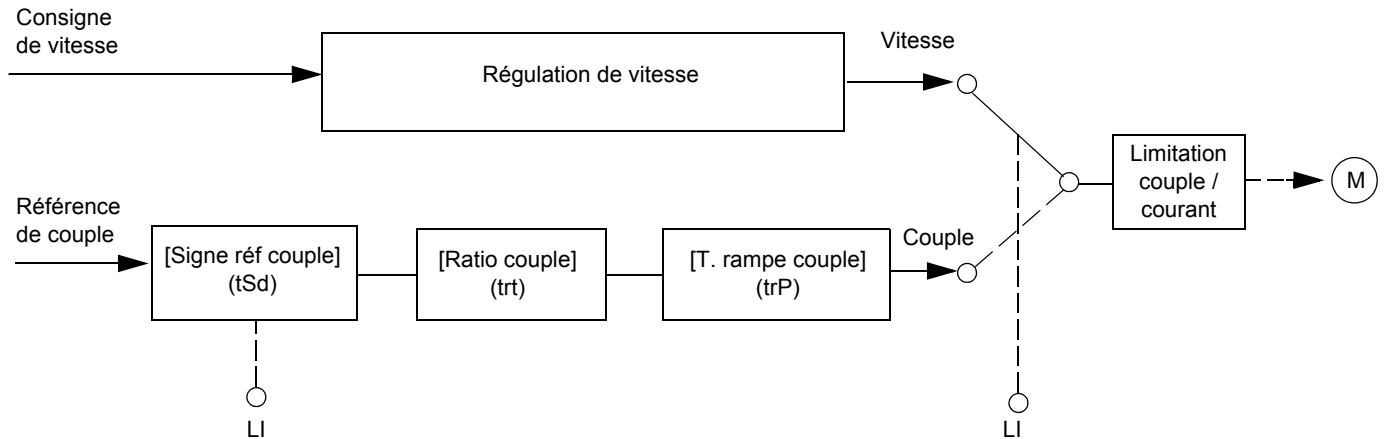 Consigne
de vitesse
Régulation de vitesse
Vitesse
Limitation
couple /
courant
M
Référence
de couple
[Signe réf couple]
(tSd)
[Ratio couple]
(trt)
[T. rampe couple]
(trP)
Couple
LI
LI